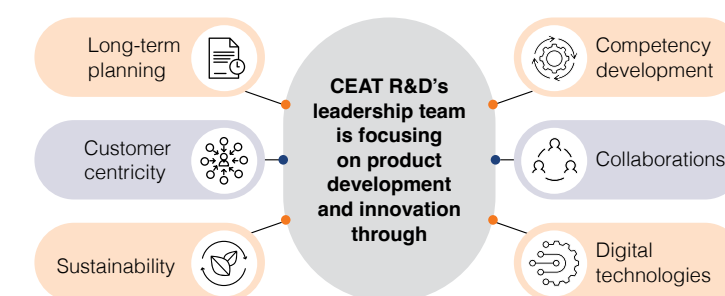 Long-term
planning
Customer
centricity
Sustainability
CEAT R&D's
leadership team
is focusing
on product
development
and innovation
through
Competency
development
Collaborations
Digital
technologies